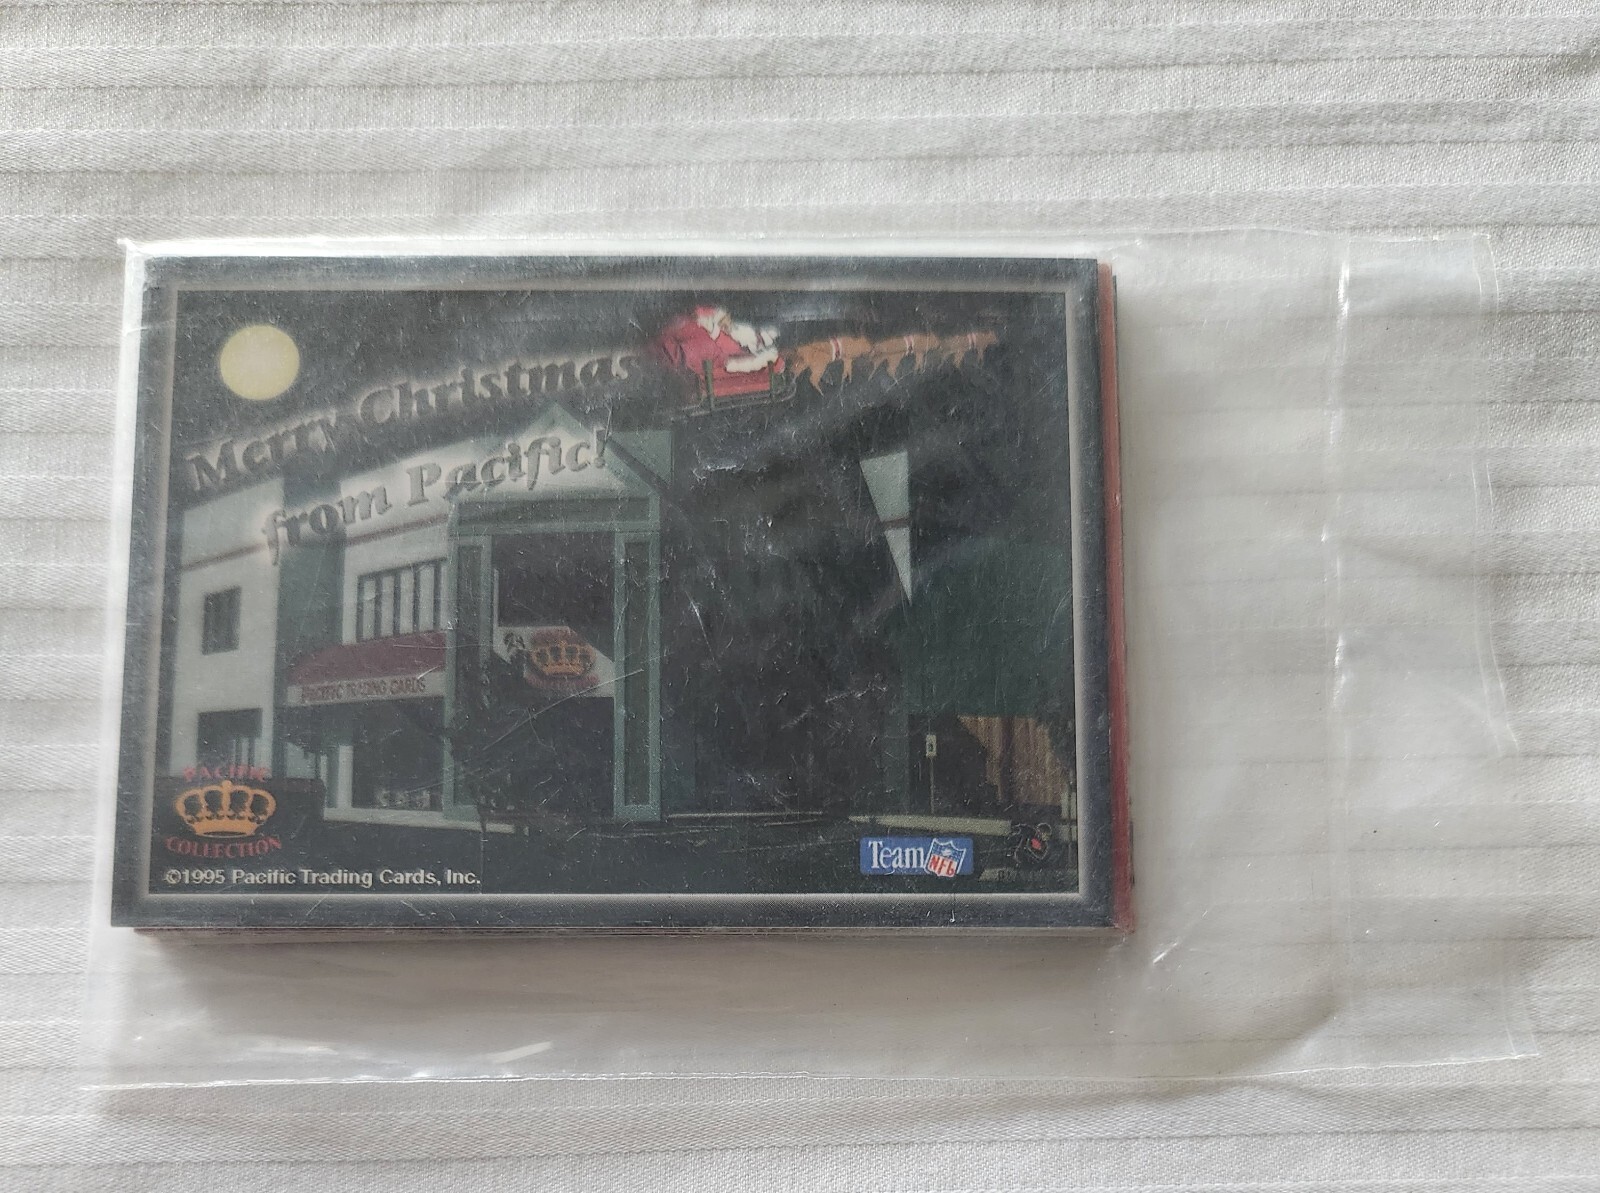 Merry Christmas
from Pacific!
PACIFIC TRADING CARDS
PACIFIC
COLLECTION
©1995 Pacific Trading Cards, Inc.
Team NFL